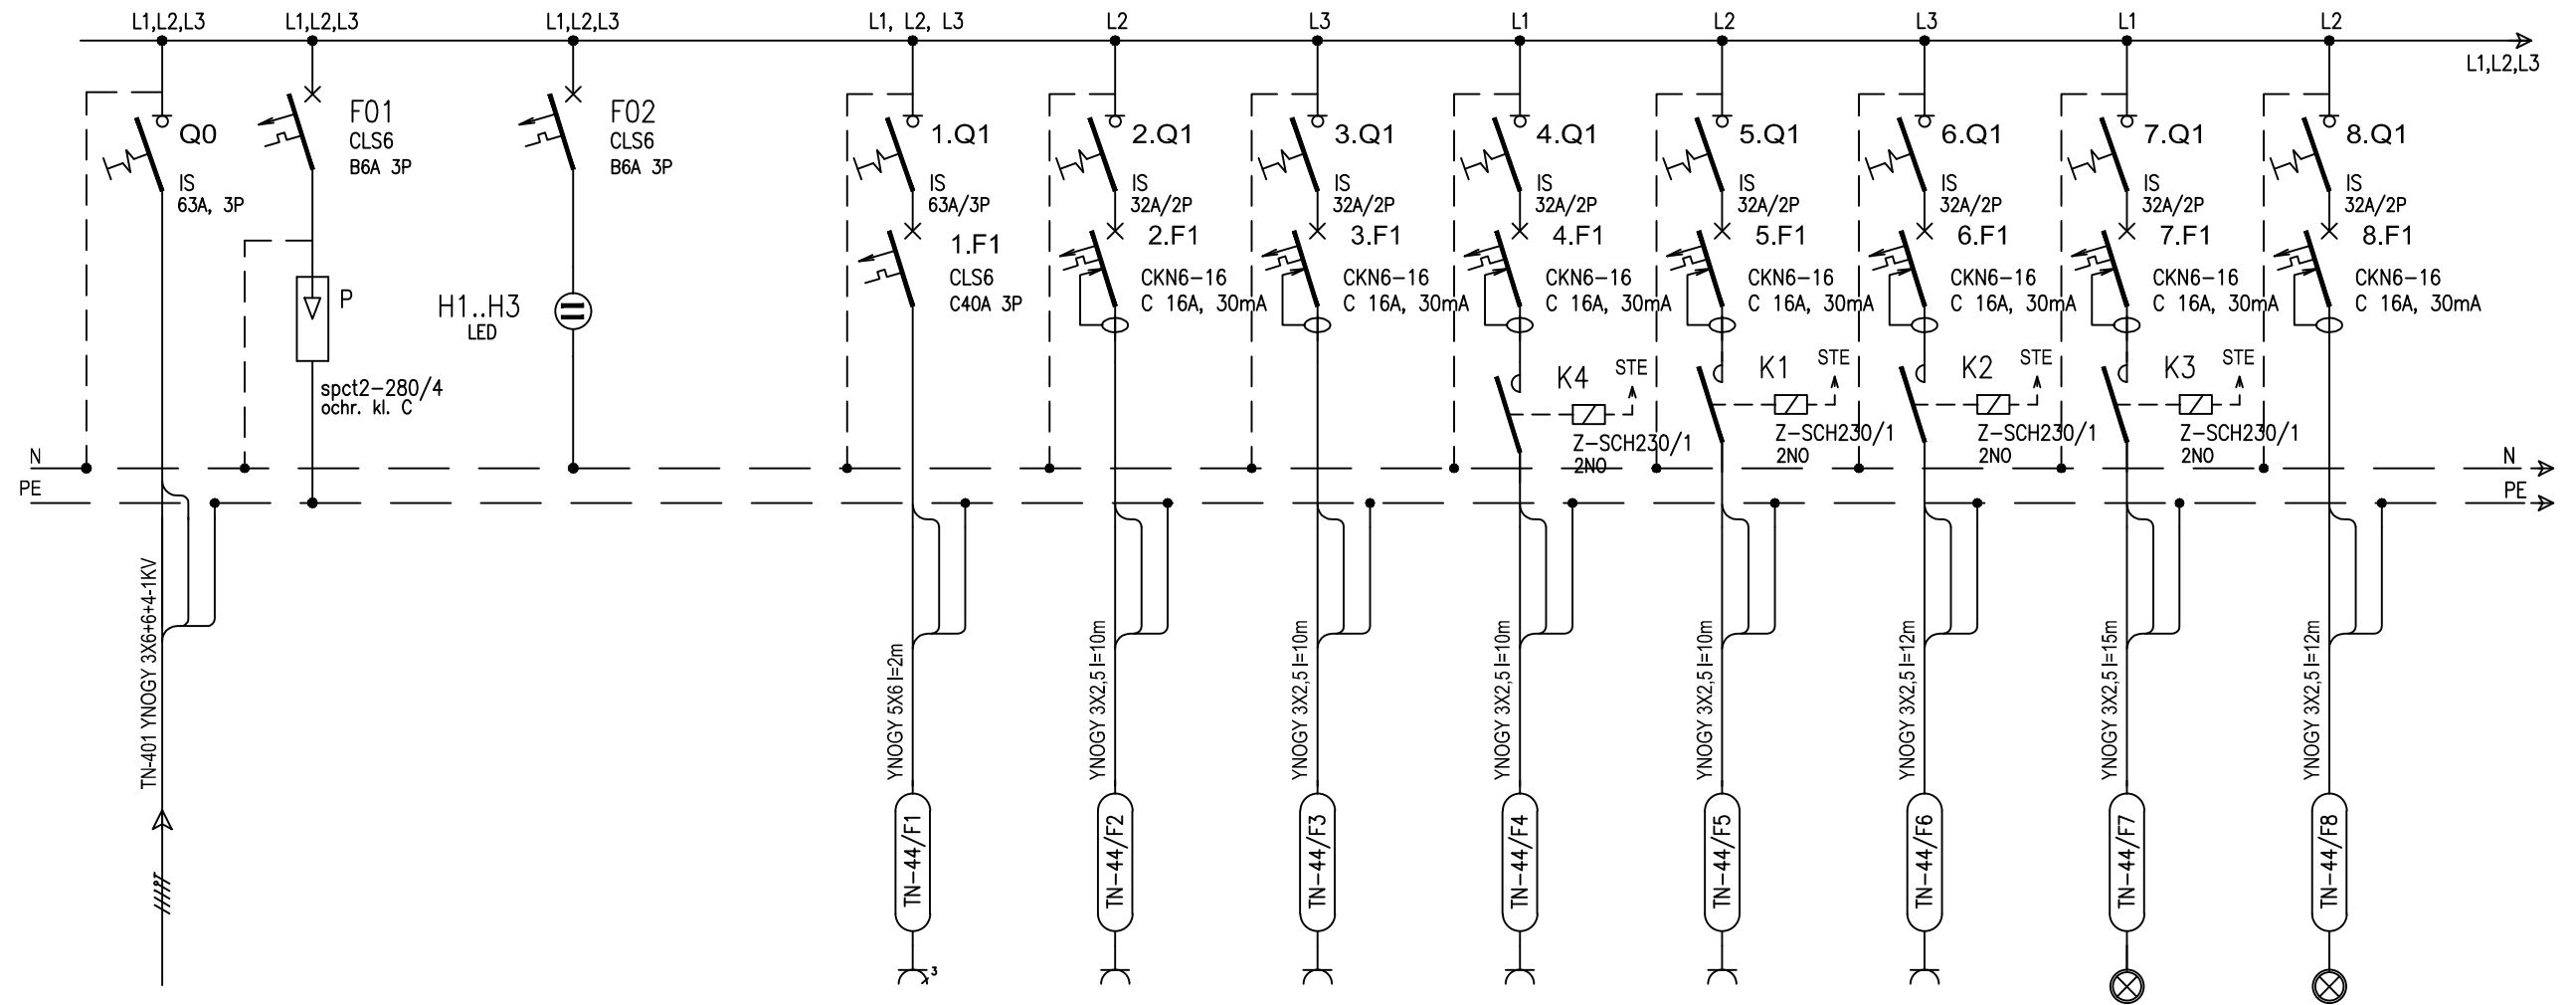 L1,L2,L3
L1,L2,L3
L1,L2,L3
L1, L2, L3
L2
L3
L1
L2
L3
L1
L2
L1,L2,L3
Q0
IS
63A, 3P
F01
CLS6
B6A 3P
P
spct2-280/4
ochr. kl. C
F02
CLS6
B6A 3P
H1..H3
LED
1.Q1
IS
63A/3P
1.F1
CLS6
C40A 3P
2.Q1
IS
32A/2P
2.F1
CKN6-16
C 16A, 30mA
3.Q1
IS
32A/2P
3.F1
CKN6-16
C 16A, 30mA
4.Q1
IS
32A/2P
4.F1
CKN6-16
C 16A, 30mA
K4
STE
Z-SCH230/1
2NO
5.Q1
IS
32A/2P
5.F1
CKN6-16
C 16A, 30mA
K1
STE
Z-SCH230/1
2NO
6.Q1
IS
32A/2P
6.F1
CKN6-16
C 16A, 30mA
K2
STE
Z-SCH230/1
2NO
7.Q1
IS
32A/2P
7.F1
CKN6-16
C 16A, 30mA
K3
STE
Z-SCH230/1
2NO
8.Q1
IS
32A/2P
8.F1
CKN6-16
C 16A, 30mA
N
N
PE
PE
TN-401 YNOGY 3X6+6+4-1KV
YNOGY 5X6 l=2m
YNOGY 3X2,5 l=10m
YNOGY 3X2,5 l=10m
YNOGY 3X2,5 l=10m
YNOGY 3X2,5 l=10m
YNOGY 3X2,5 l=12m
YNOGY 3X2,5 l=15m
YNOGY 3X2,5 l=12m
TN-44/F1
TN-44/F2
TN-44/F3
TN-44/F4
TN-44/F5
TN-44/F6
TN-44/F7
TN-44/F8
3